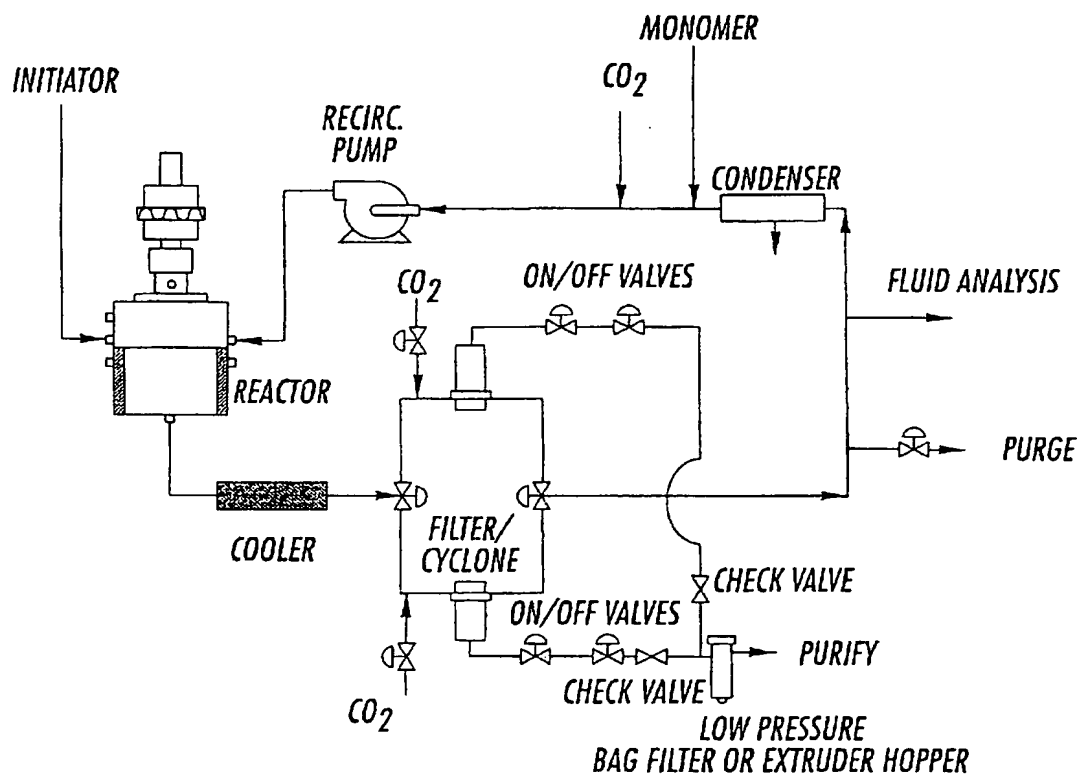 MONOMER
INITIATOR
CO2
RECIRC.
PUMP
CONDENSER
CO2
ON/OFF VALVES
FLUID ANALYSIS
REACTOR
PURGE
COOLER
FILTER/
CYCLONE
CHECK VALVE
ON/OFF VALVES
PURIFY
CO2
CHECK VALVE
LOW PRESSURE
BAG FILTER OR EXTRUDER HOPPER